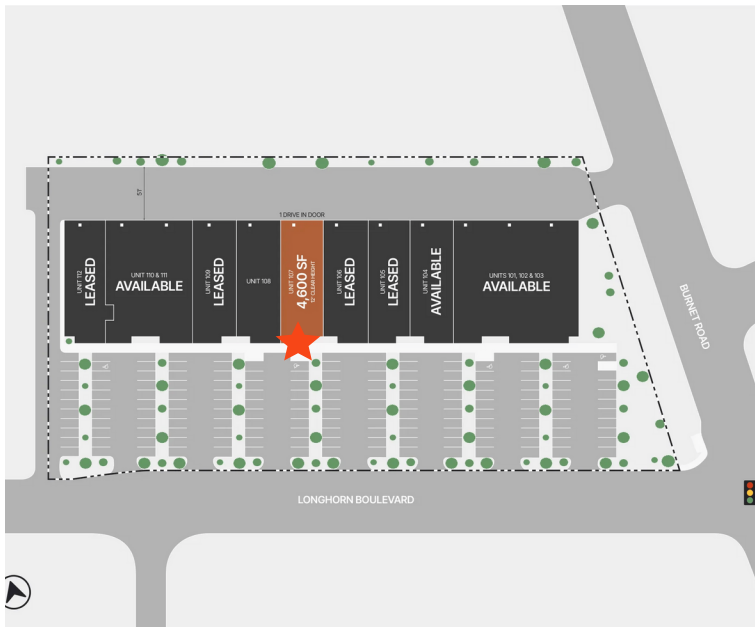 57'
1 DRIVE IN DOOR
UNIT 112
LEASED
UNIT 110 & 111
AVAILABLE
UNIT 109
LEASED
UNIT 108
UNIT 107
4,600 SF
12' CLEAR HEIGHT
UNIT 106
LEASED
UNIT 105
LEASED
UNIT 104
AVAILABLE
UNITS 101, 102 & 103
AVAILABLE
BURNET ROAD
LONGHORN BOULEVARD